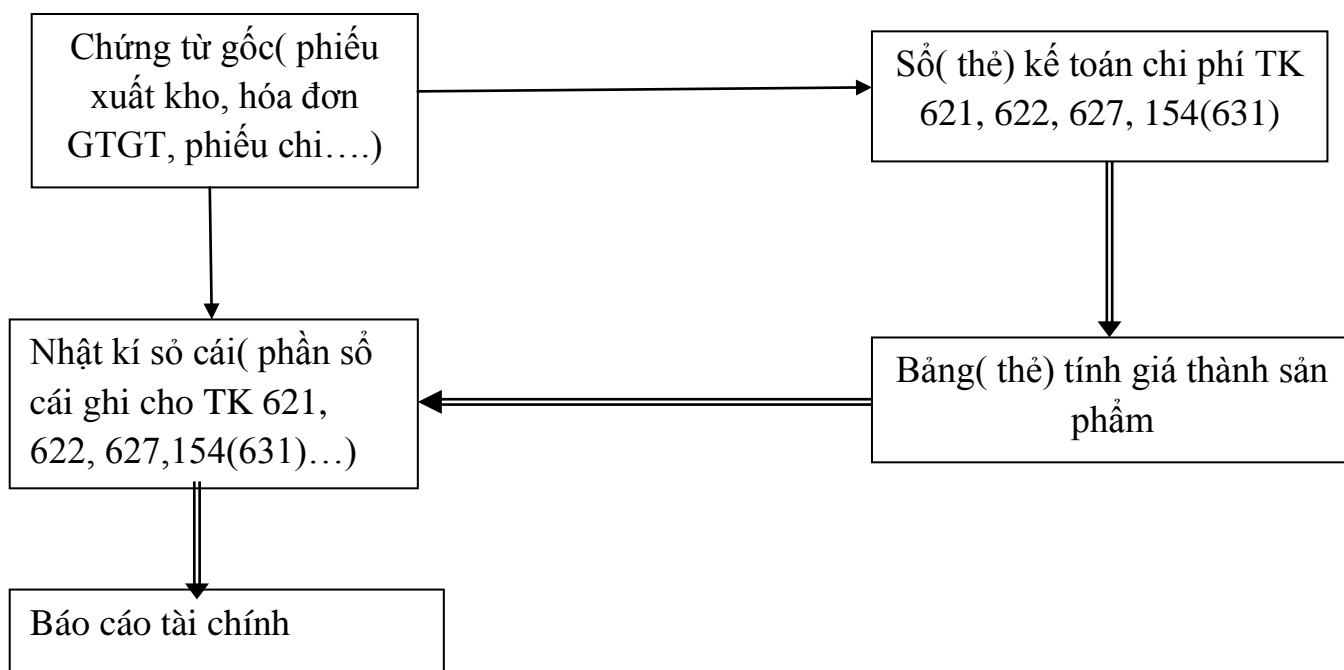 Chứng từ gốc( phiếu
xuất kho, hóa đơn
GTGT, phiếu chi….)
Sổ( thẻ) kế toán chi phí TK
621, 622, 627, 154(631)
Nhật kí sỏ cái( phần sổ
cái ghi cho TK 621,
622, 627,154(631)…)
Bảng( thẻ) tính giá thành sản
phẩm
Báo cáo tài chính